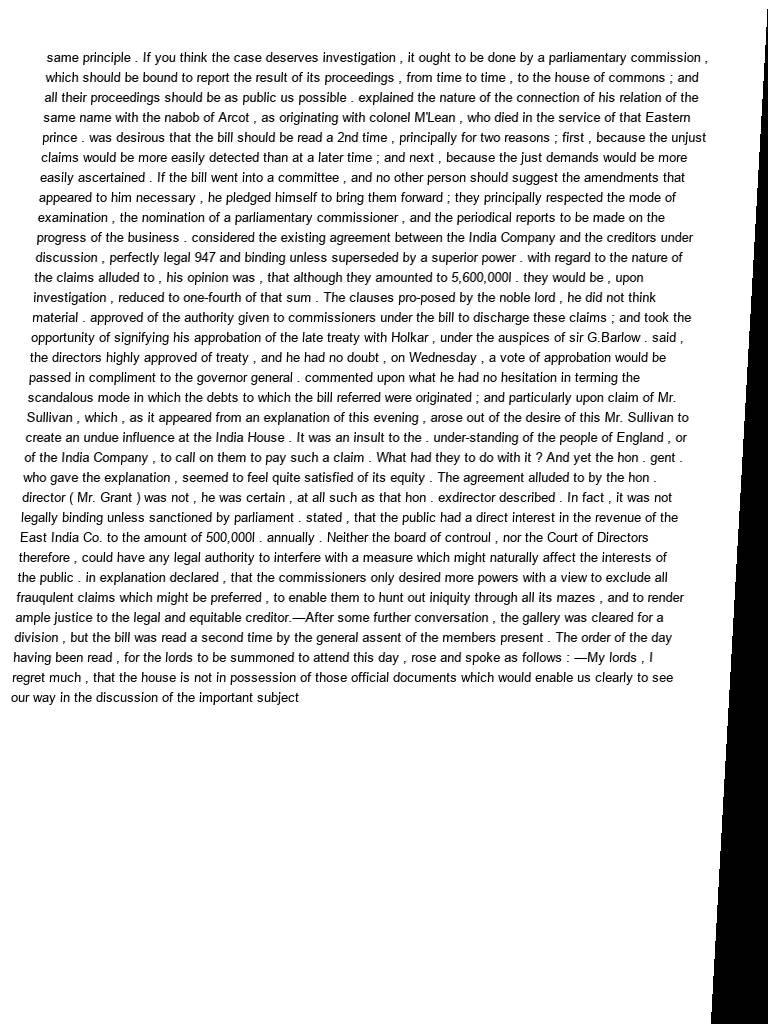 same principle . If you think the case deserves investigation , it ought to be done by a parliamentary commission ,
which should be bound to report the result of its proceedings , from time to time , to the house of commons ; and
all their proceedings should be as public us possible . explained the nature of the connection of his relation of the
same name with the nabob of Arcot , as originating with colonel M'Lean , who died in the service of that Eastern
prince . was desirous that the bill should be read a 2nd time , principally for two reasons ; first , because the unjust
claims would be more easily detected than at a later time ; and next , because the just demands would be more
easily ascertained . If the bill went into a committee , and no other person should suggest the amendments that
appeared to him necessary , he pledged himself to bring them forward ; they principally respected the mode of
examination , the nomination of a parliamentary commissioner , and the periodical reports to be made on the
progress of the business . considered the existing agreement between the India Company and the creditors under
discussion , perfectly legal 947 and binding unless superseded by a superior power . with regard to the nature of
the claims alluded to , his opinion was , that although they amounted to 5,600,000l . they would be , upon
investigation , reduced to one-fourth of that sum . The clauses pro-posed by the noble lord , he did not think
material . approved of the authority given to commissioners under the bill to discharge these claims ; and took the
opportunity of signifying his approbation of the late treaty with Holkar , under the auspices of sir G.Barlow . said ,
the directors highly approved of treaty , and he had no doubt , on Wednesday , a vote of approbation would be
passed in compliment to the governor general . commented upon what he had no hesitation in terming the
scandalous mode in which the debts to which the bill referred were originated ; and particularly upon claim of Mr.
Sullivan , which , as it appeared from an explanation of this evening , arose out of the desire of this Mr. Sullivan to
create an undue influence at the India House . It was an insult to the . under-standing of the people of England , or
of the India Company , to call on them to pay such a claim . What had they to do with it ? And yet the hon . gent .
who gave the explanation , seemed to feel quite satisfied of its equity . The agreement alluded to by the hon .
director ( Mr. Grant ) was not , he was certain , at all such as that hon . exdirector described . In fact , it was not
legally binding unless sanctioned by parliament . stated , that the public had a direct interest in the revenue of the
East India Co. to the amount of 500,000l . annually . Neither the board of controul , nor the Court of Directors
therefore , could have any legal authority to interfere with a measure which might naturally affect the interests of
the public . in explanation declared , that the commissioners only desired more powers with a view to exclude all
frauqulent claims which might be preferred , to enable them to hunt out iniquity through all its mazes , and to render
ample justice to the legal and equitable creditor.—After some further conversation , the gallery was cleared for a
division , but the bill was read a second time by the general assent of the members present . The order of the day
having been read , for the lords to be summoned to attend this day , rose and spoke as follows : —My lords , I
regret much , that the house is not in possession of those official documents which would enable us clearly to see
our way in the discussion of the important subject